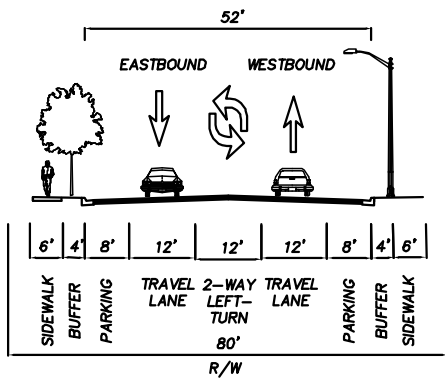 52'
EASTBOUND WESTBOUND
6' 4' 8' 12' 12' 12' 8' 4' 6'
SIDEWALK
BUFFER
PARKING
TRAVEL
LANE
2-WAY
LEFT-
TURN
TRAVEL
LANE
PARKING
BUFFER
SIDEWALK
80'
R/W